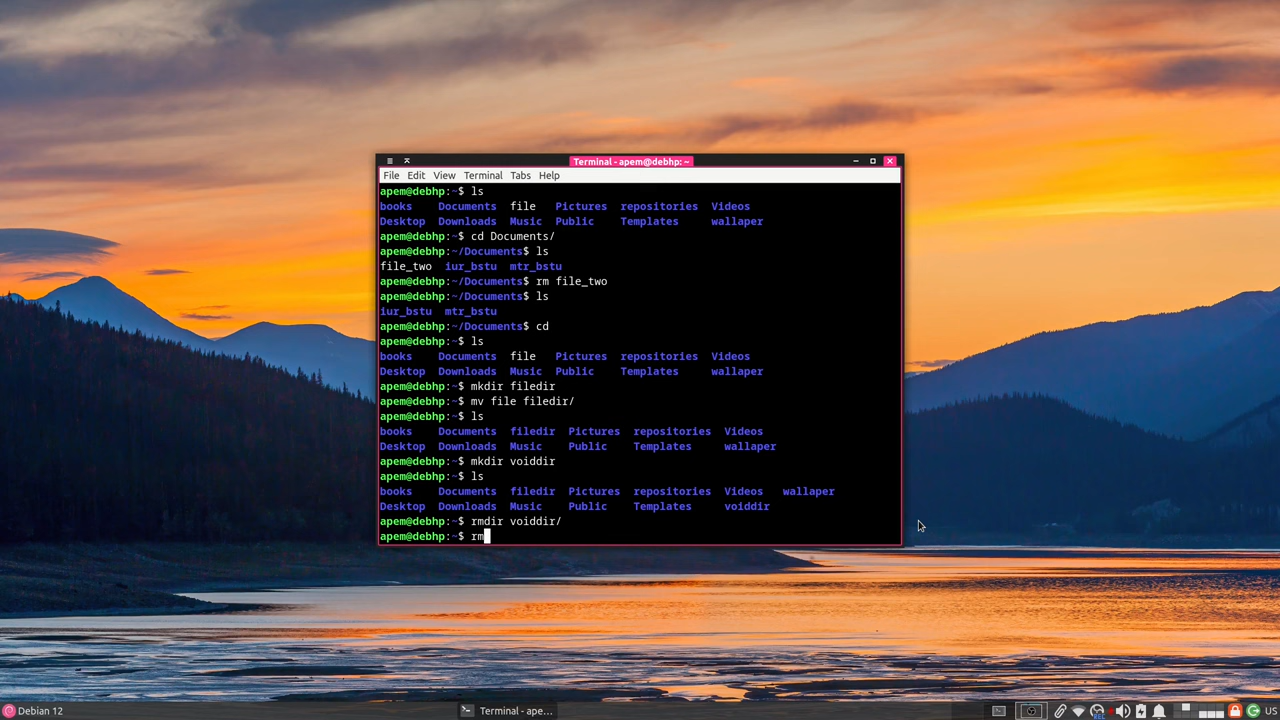 Terminal - apem@debhp: ~
File Edit View Terminal Tabs Help
apem@debhp:~$ ls
books Documents file Pictures repositories Videos
Desktop Downloads Music Public Templates wallaper
apem@debhp:~$ cd Documents/
apem@debhp:~/Documents$ ls
file_two iur_bstu mtr_bstu
apem@debhp:~/Documents$ rm file_two
apem@debhp:~/Documents$ ls
iur_bstu mtr_bstu
apem@debhp:~/Documents$ cd
apem@debhp:~$ ls
books Documents file Pictures repositories Videos
Desktop Downloads Music Public Templates wallaper
apem@debhp:~$ mkdir filedir
apem@debhp:~$ mv file filedir/
apem@debhp:~$ ls
books Documents filedir Pictures repositories Videos
Desktop Downloads Music Public Templates wallaper
apem@debhp:~$ mkdir voiddir
apem@debhp:~$ ls
books Documents filedir Pictures repositories Videos wallaper
Desktop Downloads Music Public Templates voiddir
apem@debhp:~$ rmdir voiddir/
apem@debhp:~$ rm
Debian 12 Terminal - ape... US